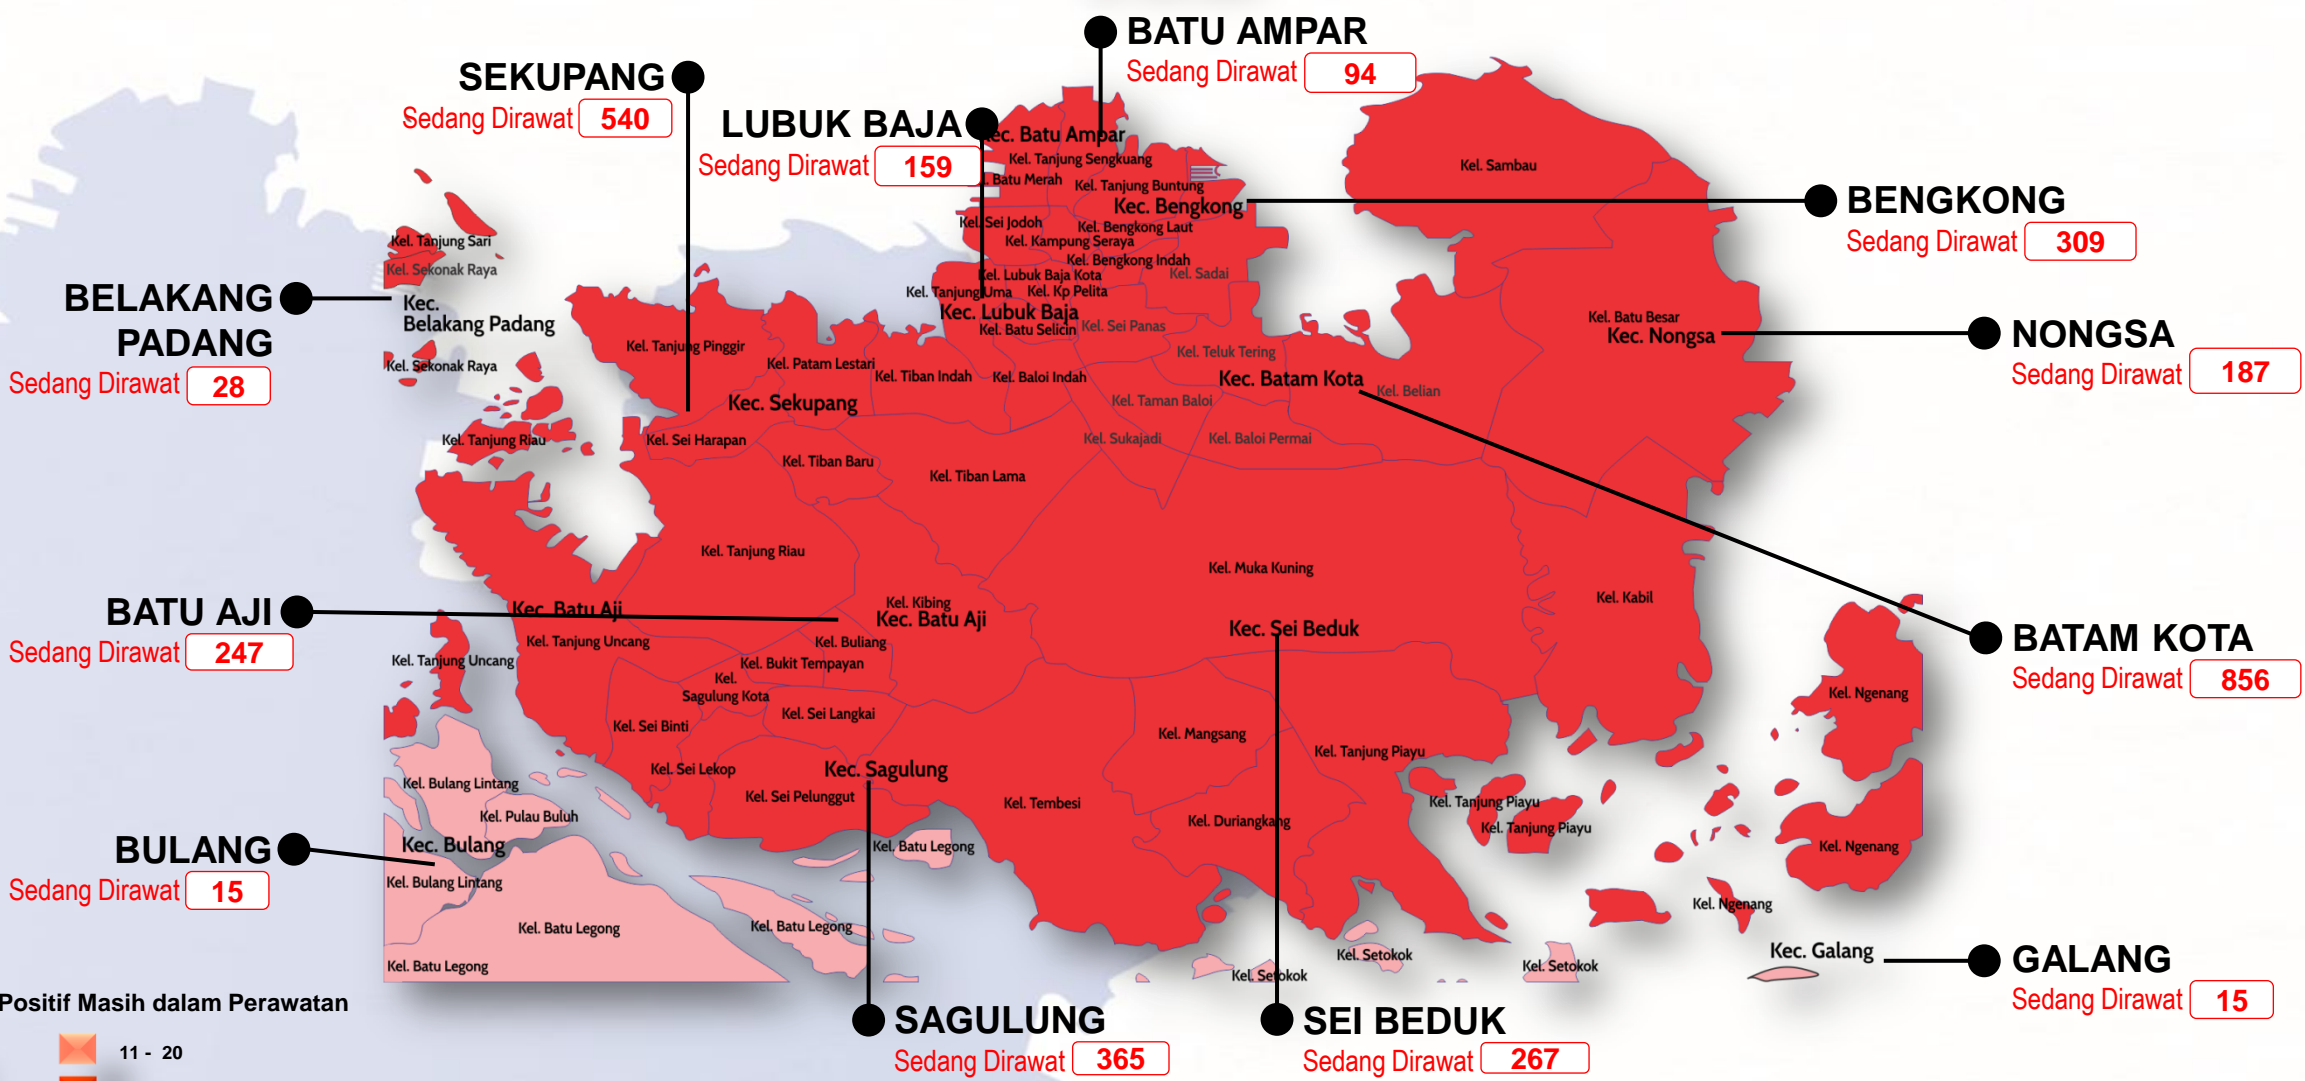 BATU AMPAR
Sedang Dirawat 94
SEKUPANG
Sedang Dirawat 540
LUBUK BAJA
Sedang Dirawat 159
BENGKONG
Sedang Dirawat 309
BELAKANG
PADANG
Sedang Dirawat 28
NONGSA
Sedang Dirawat 187
BATU AJI
Sedang Dirawat 247
BATAM KOTA
Sedang Dirawat 856
BULANG
Sedang Dirawat 15
GALANG
Sedang Dirawat 15
SAGULUNG
Sedang Dirawat 365
SEI BEDUK
Sedang Dirawat 267
Kec. Batu Ampar
Kel. Tanjung Sengkuang
Batu Merah
Kel. Tanjung Buntung
Kec. Bengkong
Kel. Sei Jodoh
Kel. Bengkong Laut
Kel. Kampung Seraya
Kel. Bengkong Indah
Kel. Lubuk Baja Kota
Kel. Sadai
Kel. Tanjung Uma
Kel. Kp Pelita
Kec. Lubuk Baja
Kel. Batu Selicin
Kel. Sei Panas
Kel. Sambau
Kel. Batu Besar
Kec. Nongsa
Kel. Tanjung Sari
Kel. Sekonak Raya
Kec.
Belakang Padang
Kel. Sekonak Raya
Kel. Tanjung Pinggir
Kel. Patam Lestari
Kel. Tiban Indah
Kel. Baloi Indah
Kel. Teluk Tering
Kec. Batam Kota
Kel. Belian
Kec. Sekupang
Kel. Taman Baloi
Kel. Tanjung Riau
Kel. Sei Harapan
Kel. Sukajadi
Kel. Baloi Permai
Kel. Tiban Baru
Kel. Tiban Lama
Kel. Tanjung Riau
Kel. Muka Kuning
Kel. Kabil
Kec. Batu Aji
Kel. Kibing
Kec. Batu Aji
Kec. Sei Beduk
Kel. Tanjung Uncang
Kel. Buliang
Kel. Tanjung Uncang
Kel. Bukit Tempayan
Kel.
Sagulung Kota
Kel. Sei Langkai
Kel. Sei Binti
Kel. Mangsang
Kel. Tanjung Piayu
Kel. Ngenang
Kel. Sei Lekop
Kec. Sagulung
Kel. Bulang Lintang
Kel. Sei Pelunggut
Kel. Tembesi
Kel. Tanjung Piayu
Kel. Pulau Buluh
Kel. Duriangkang
Kel. Tanjung Piayu
Kec. Bulang
Kel. Batu Legong
Kel. Ngenang
Kel. Bulang Lintang
Kel. Ngenang
Kel. Batu Legong
Kel. Batu Legong
Kel. Batu Legong
Kel. Setokok
Kel. Setokok
Kel. Setokok
Kec. Galang
Positif Masih dalam Perawatan
11 - 20